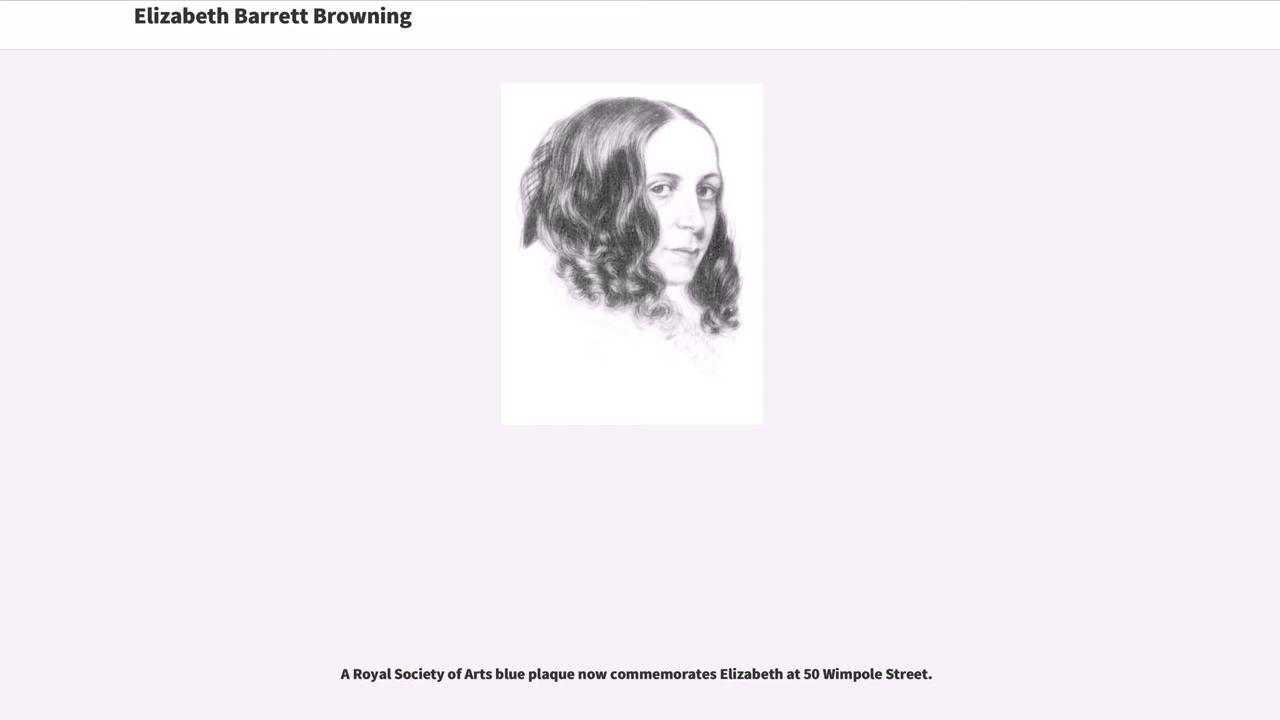 Elizabeth Barrett Browning
A Royal Society of Arts blue plaque now commemorates Elizabeth at 50 Wimpole Street.